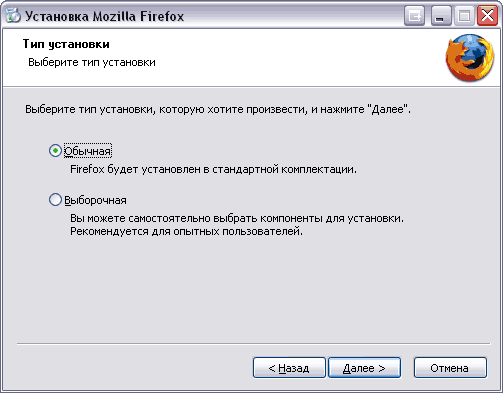 Установка Mozilla Firefox
Тип установки
Выберите тип установки
Выберите тип установки, которую хотите произвести, и нажмите "Далее".
Обычная
Firefox будет установлен в стандартной комплектации.
Выборочная
Вы можете самостоятельно выбрать компоненты для установки.
Рекомендуется для опытных пользователей.
< Назад Далее > Отмена